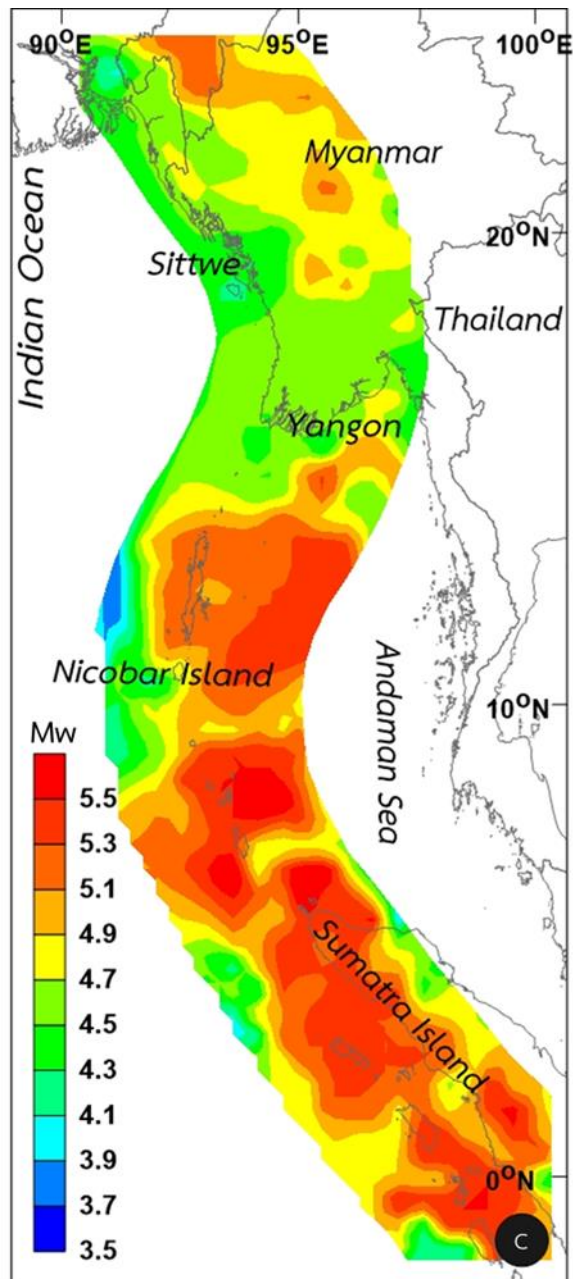 90°E 95°E 100°E
Myanmar
20°N
Indian Ocean
Sittwe
Thailand
Yangon
Nicobar Island
Andaman Sea
10°N
Mw
5.5
5.3
5.1
4.9
4.7
4.5
4.3
4.1
3.9
3.7
3.5
Sumatra Island
0°N
C